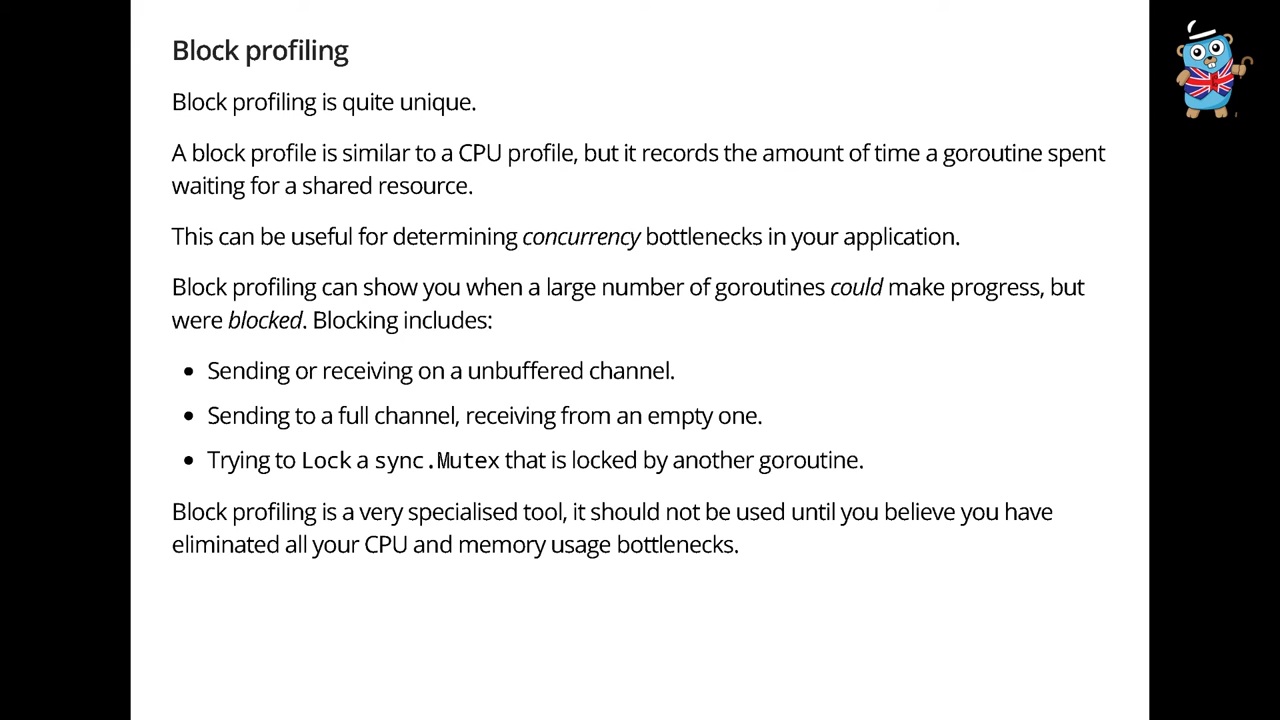 Block profiling
Block profiling is quite unique.
A block profile is similar to a CPU profile, but it records the amount of time a goroutine spent
waiting for a shared resource.
This can be useful for determining concurrency bottlenecks in your application.
Block profiling can show you when a large number of goroutines could make progress, but
were blocked. Blocking includes:
• Sending or receiving on a unbuffered channel.
• Sending to a full channel, receiving from an empty one.
• Trying to Lock a sync.Mutex that is locked by another goroutine.
Block profiling is a very specialised tool, it should not be used until you believe you have
eliminated all your CPU and memory usage bottlenecks.